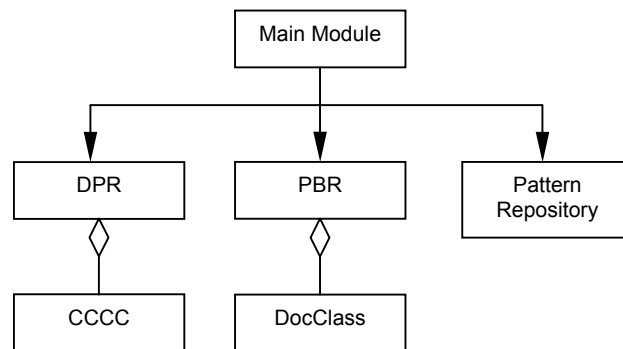 Main Module
DPR
PBR
Pattern
Repository
CCCC
DocClass